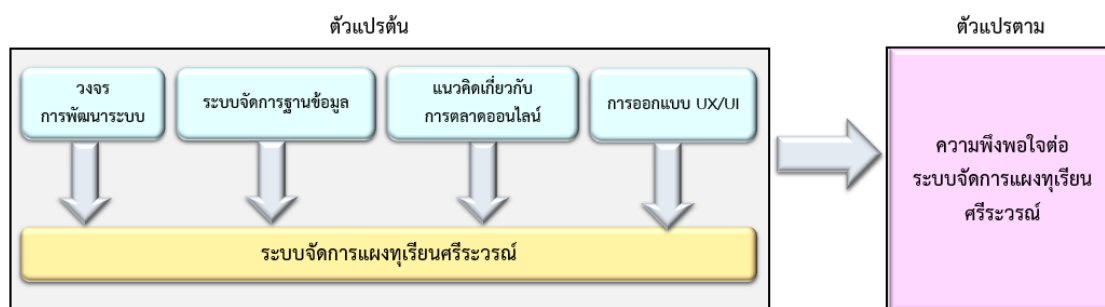 ตัวแปรต้น
ตัวแปรตาม
วงจร
การพัฒนาระบบ
ระบบจัดการฐานข้อมูล
แนวคิดเกี่ยวกับ
การตลาดออนไลน์
การออกแบบ UX/UI
ระบบจัดการแผงทุเรียนศรีระวรณ์
ความพึงพอใจต่อ
ระบบจัดการแผงทุเรียน
ศรีระวรณ์